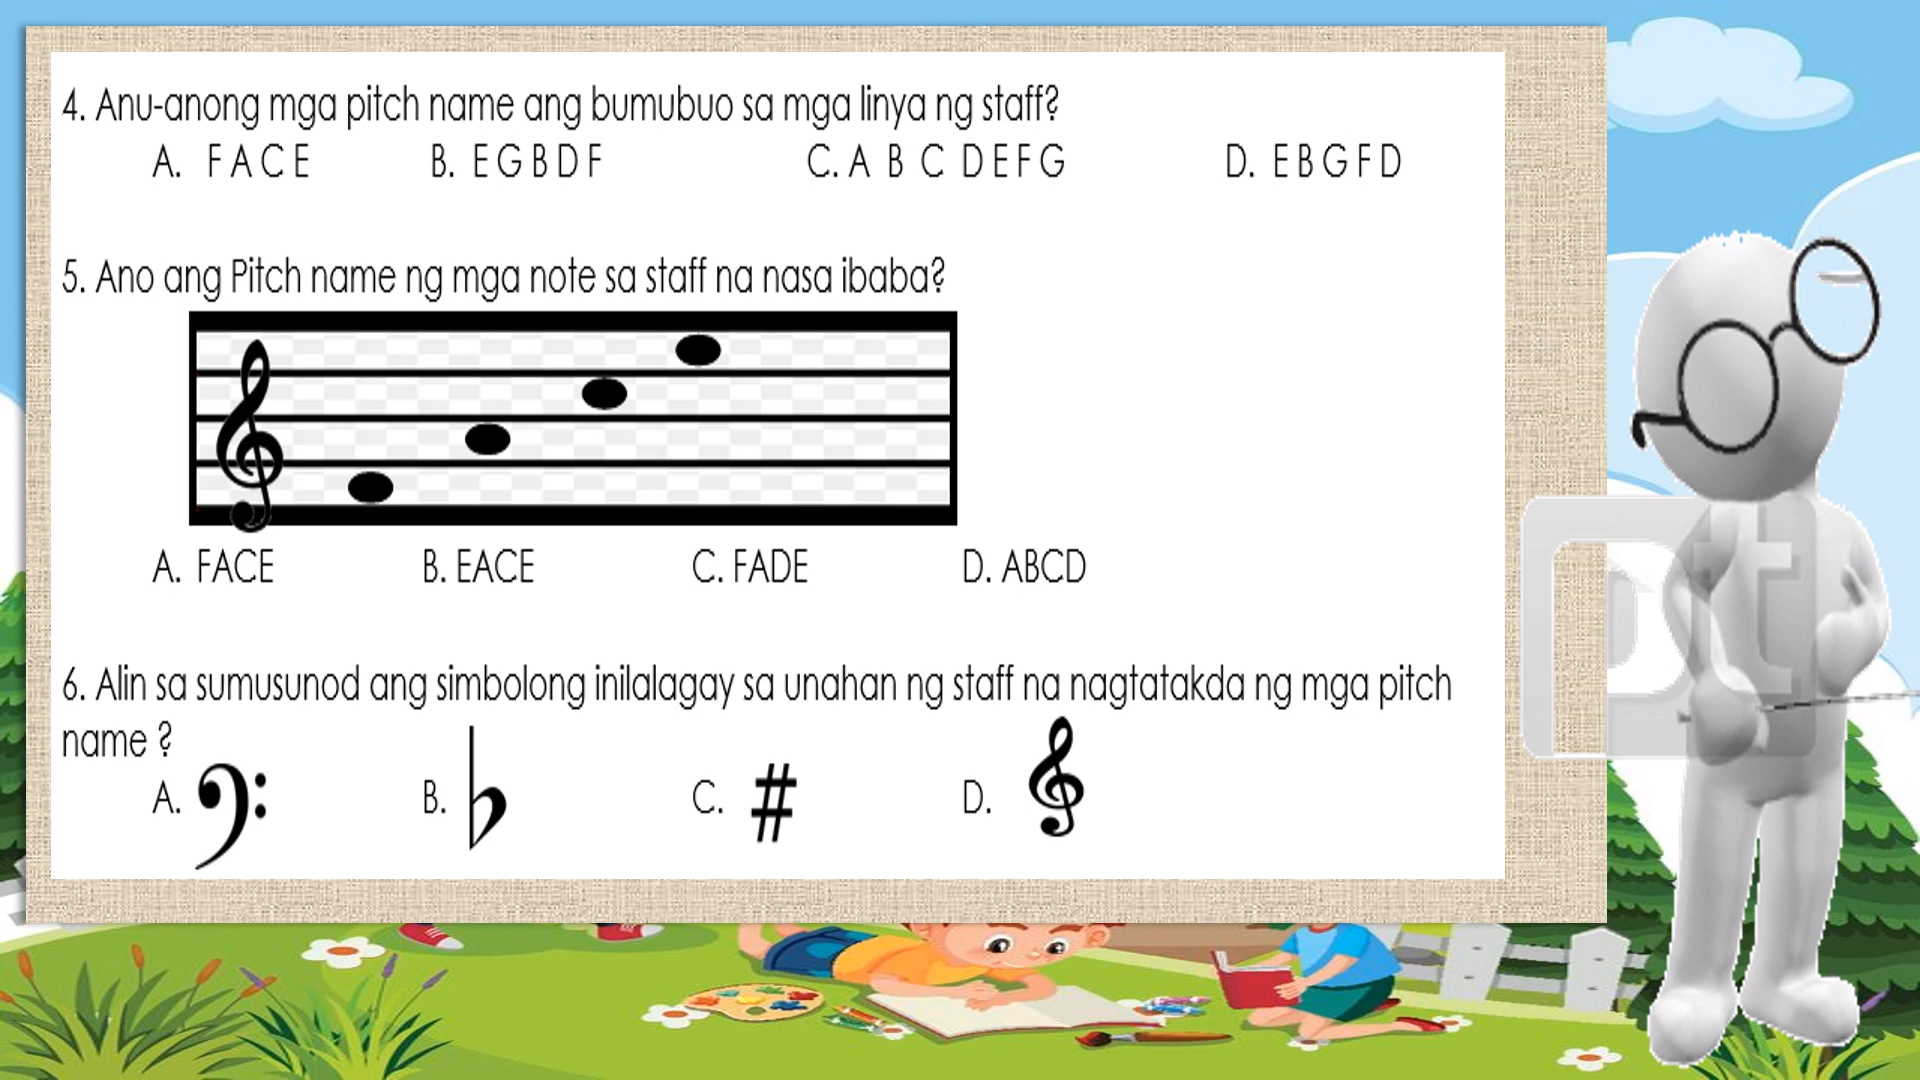 4. Anu-anong mga pitch name ang bumubuo sa mga linya ng staff?
A. F A C E B. E G B D F C. A B C D E F G D. E B G F D
5. Ano ang Pitch name ng mga note sa staff na nasa ibaba?
A. FACE B. EACE C. FADE D. ABCD
6. Alin sa sumusunod ang simbolong inilalagay sa unahan ng staff na nagtatakda ng mga pitch
name ?
A. B. C. # D.